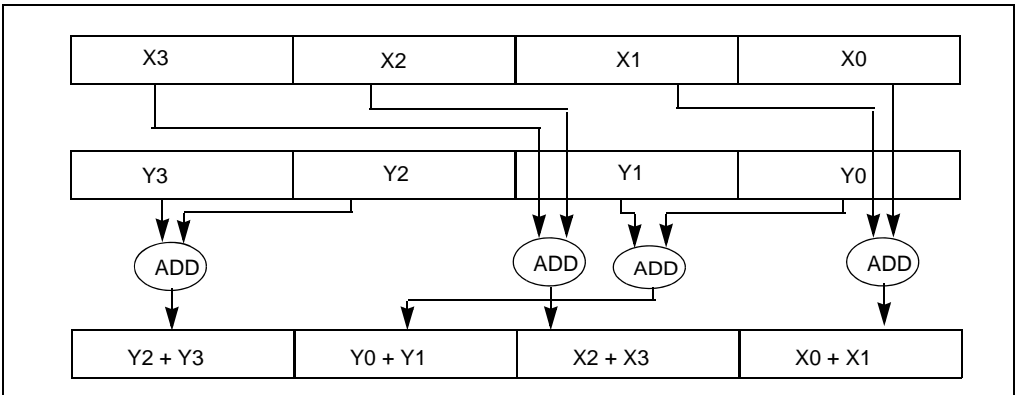 X3 X2 X1 X0
Y3 Y2 Y1 Y0
ADD ADD ADD ADD
Y2 + Y3 Y0 + Y1 X2 + X3 X0 + X1